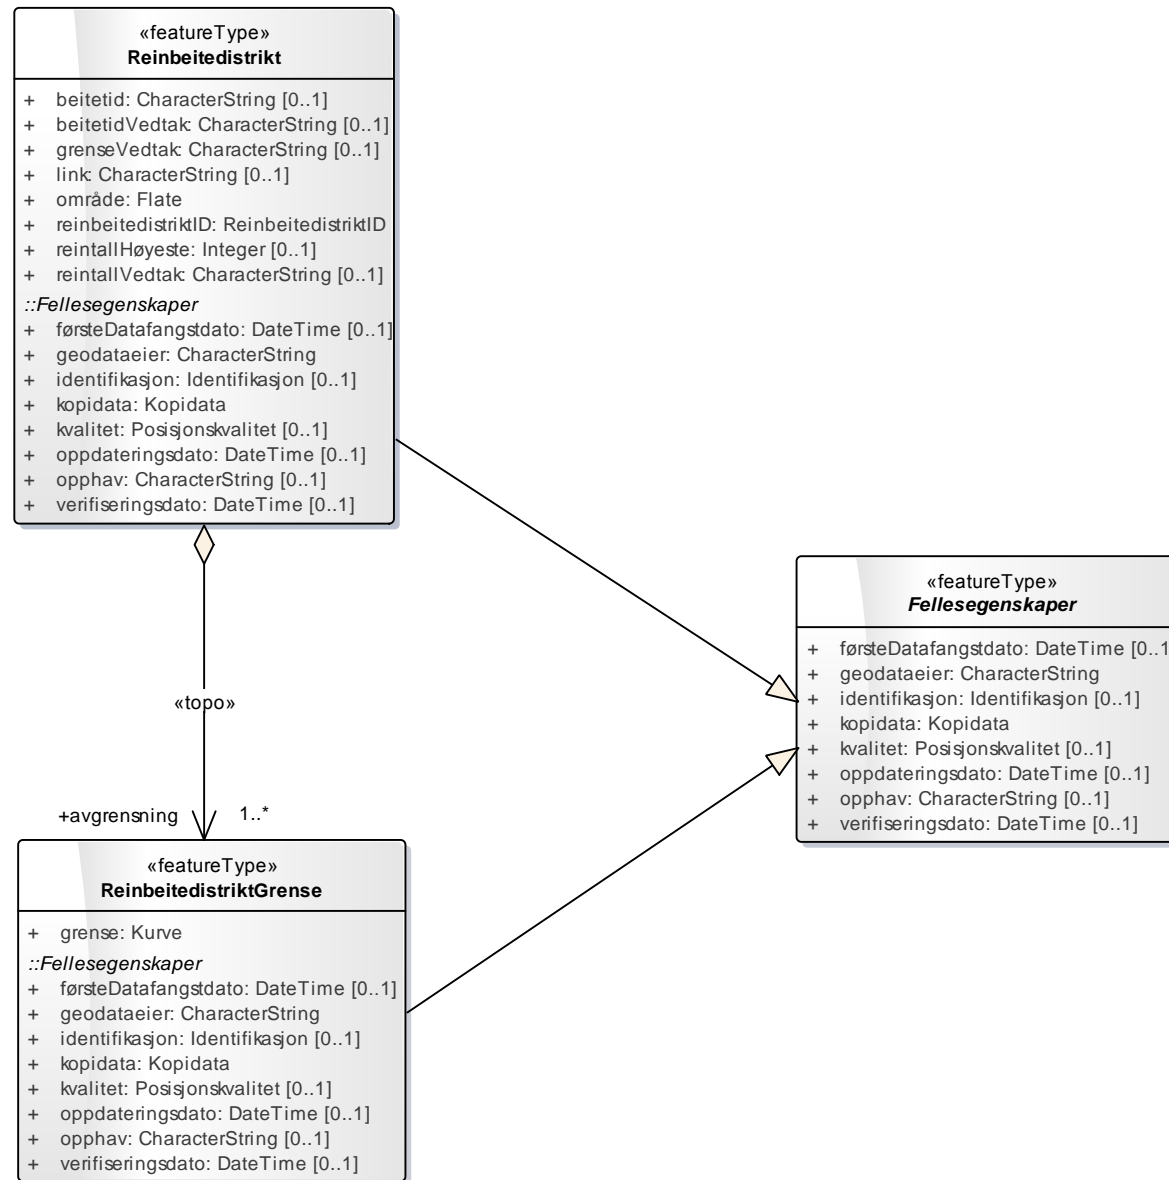 «featureType»
Reinbeitedistrikt
+ beitetid: CharacterString [0..1]
+ beitetidVedtak: CharacterString [0..1]
+ grenseVedtak: CharacterString [0..1]
+ link: CharacterString [0..1]
+ område: Flate
+ reinbeitedistriktID: ReinbeitedistriktID
+ reintallHøyeste: Integer [0..1]
+ reintallVedtak: CharacterString [0..1]
::Fellesegenskaper
+ førsteDatafangstdato: DateTime [0..1]
+ geodataeier: CharacterString
+ identifikasjon: Identifikasjon [0..1]
+ kopidata: Kopidata
+ kvalitet: Posisjonskvalitet [0..1]
+ oppdateringsdato: DateTime [0..1]
+ opphav: CharacterString [0..1]
+ verifiseringsdato: DateTime [0..1]
«featureType»
Fellesegenskaper
+ førsteDatafangstdato: DateTime [0..1
+ geodataeier: CharacterString
+ identifikasjon: Identifikasjon [0..1]
+ kopidata: Kopidata
+ kvalitet: Posisjonskvalitet [0..1]
+ oppdateringsdato: DateTime [0..1]
+ opphav: CharacterString [0..1]
+ verifiseringsdato: DateTime [0..1]
«topo»
+avgrensning 1..*
«featureType»
ReinbeitedistriktGrense
+ grense: Kurve
::Fellesegenskaper
+ førsteDatafangstdato: DateTime [0..1]
+ geodataeier: CharacterString
+ identifikasjon: Identifikasjon [0..1]
+ kopidata: Kopidata
+ kvalitet: Posisjonskvalitet [0..1]
+ oppdateringsdato: DateTime [0..1]
+ opphav: CharacterString [0..1]
+ verifiseringsdato: DateTime [0..1]